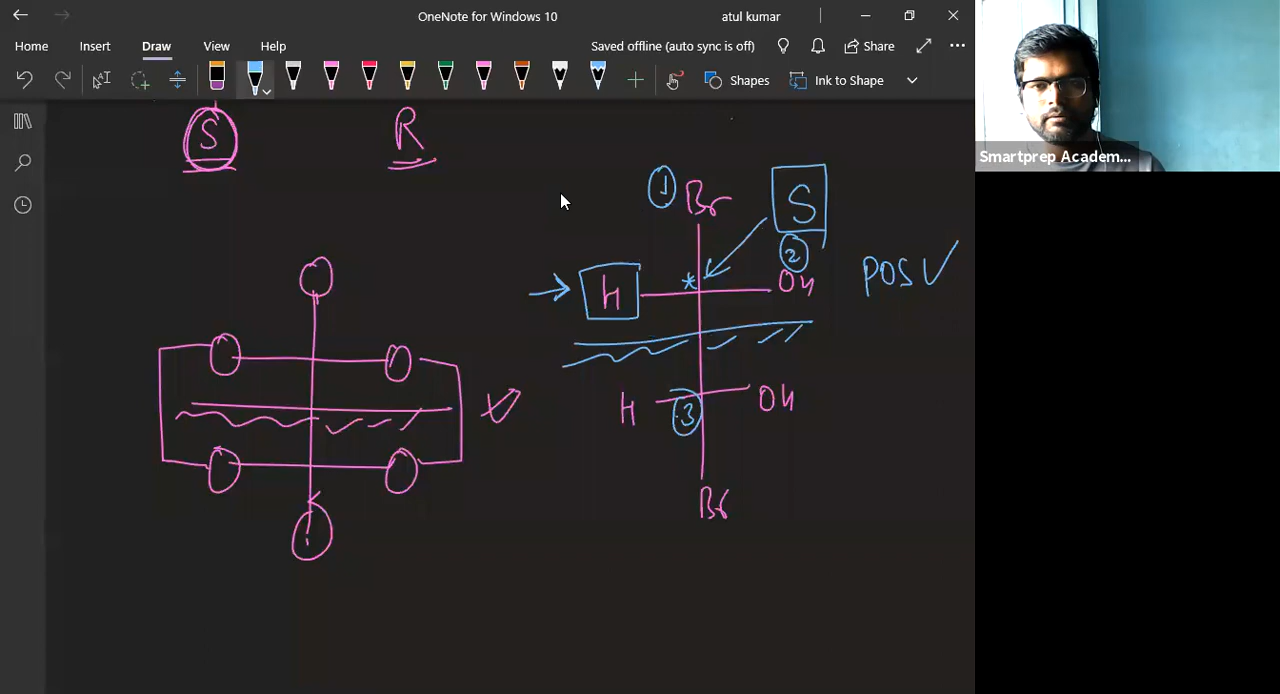 OneNote for Windows 10
atul kumar
Home Insert Draw View Help
Saved offline (auto sync is off)
Share
Shapes
Ink to Shape
Smartprep Academ...
S R
1 Br S
2
H * OH POS ✓
H 3 OH
Br